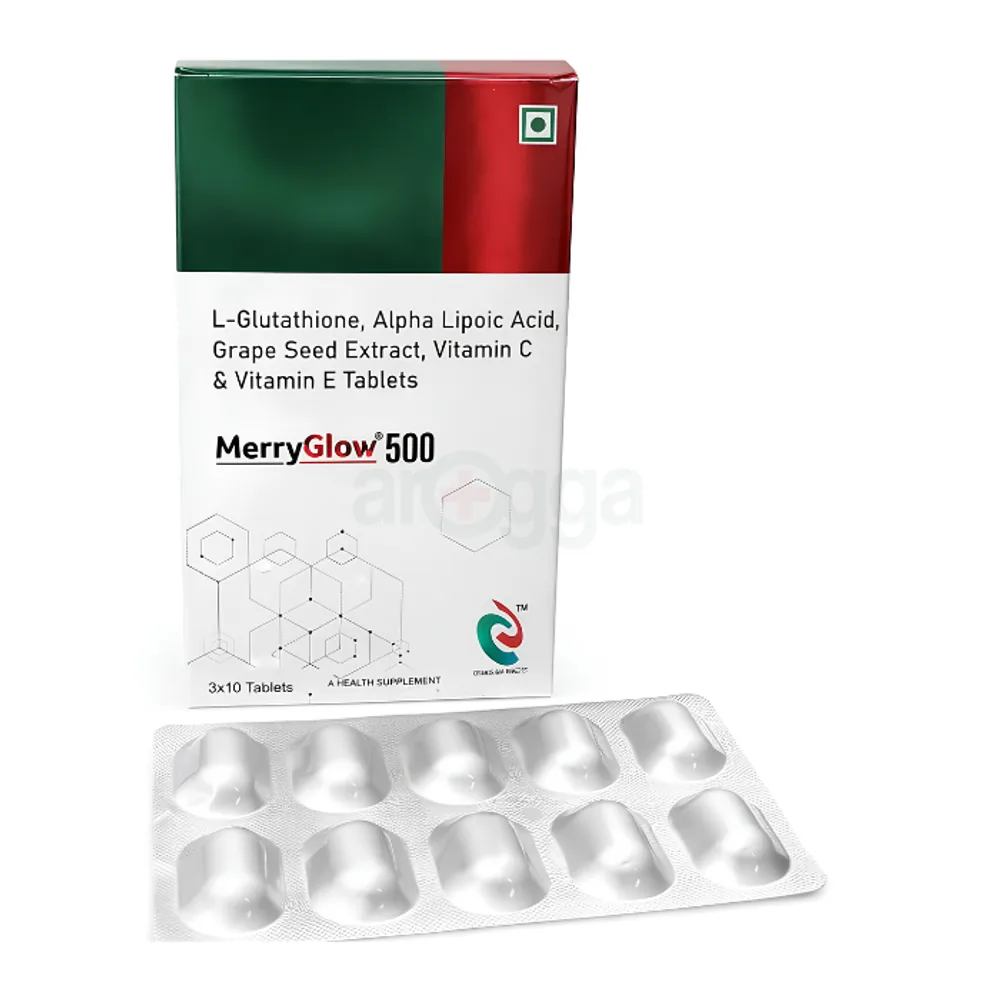 L-Glutathione, Alpha Lipoic Acid,
Grape Seed Extract, Vitamin C
& Vitamin E Tablets
MerryGlow® 500
arogga
TM
3x10 Tablets
A HEALTH SUPPLEMENT